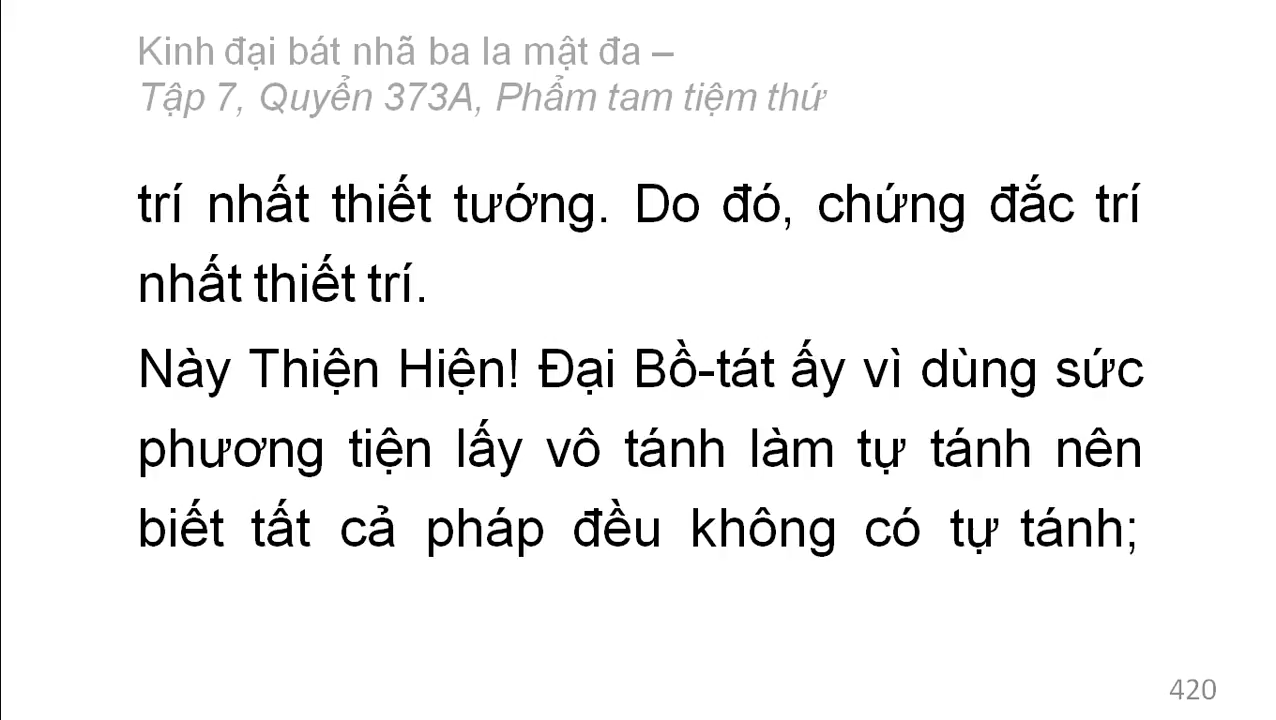 Kinh đại bát nhã ba la mật đa –
Tập 7, Quyển 373A, Phẩm tam tiệm thứ
trí nhất thiết tướng. Do đó, chứng đắc trí
nhất thiết trí.
Này Thiện Hiện! Đại Bồ-tát ấy vì dùng sức
phương tiện lấy vô tánh làm tự tánh nên
biết tất cả pháp đều không có tự tánh;
420